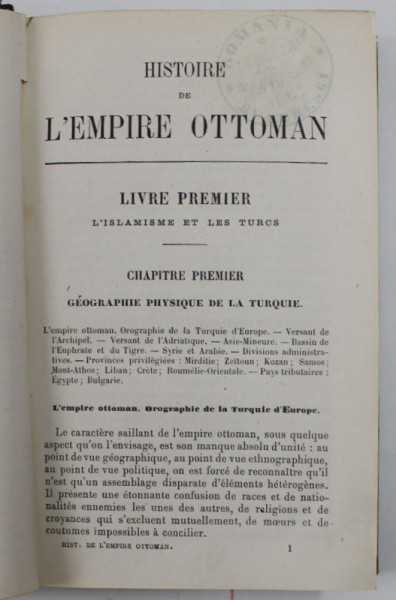 ROMANIA
HISTOIRE
DE
L'EMPIRE OTTOMAN
LIVRE PREMIER
L'ISLAMISME ET LES TURCS
CHAPITRE PREMIER
GÉOGRAPHIE PHYSIQUE DE LA TURQUIE.
L'empire ottoman. Orographie de la Turquie d'Europe. — Versant de
l'Archipel. — Versant de l'Adriatique. — Asie-Mineure. — Bassin de
l'Euphrate et du Tigre. — Syrie et Arabie. — Divisions administra-
tives. — Provinces privilégiées : Mirditie; Zeïtoun; Kozan; Samos;
Mont-Athos; Liban; Crète; Roumélie-Orientale. — Pays tributaires :
Égypte; Bulgarie.
L'empire ottoman. Orographie de la Turquie d'Europe.
Le caractère saillant de l'empire ottoman, sous quelque
aspect qu'on l'envisage, est son manque absolu d'unité : au
point de vue géographique, au point de vue ethnographique,
au point de vue politique, on est forcé de reconnaître qu'il
n'est qu'un assemblage disparate d'éléments hétérogènes.
Il présente une étonnante confusion de races et de natio-
nalités ennemies les unes des autres, de religions et de
croyances qui s'excluent mutuellement, de mœurs et de
coutumes impossibles à concilier.
HIST. DE L'EMPIRE OTTOMAN. 1